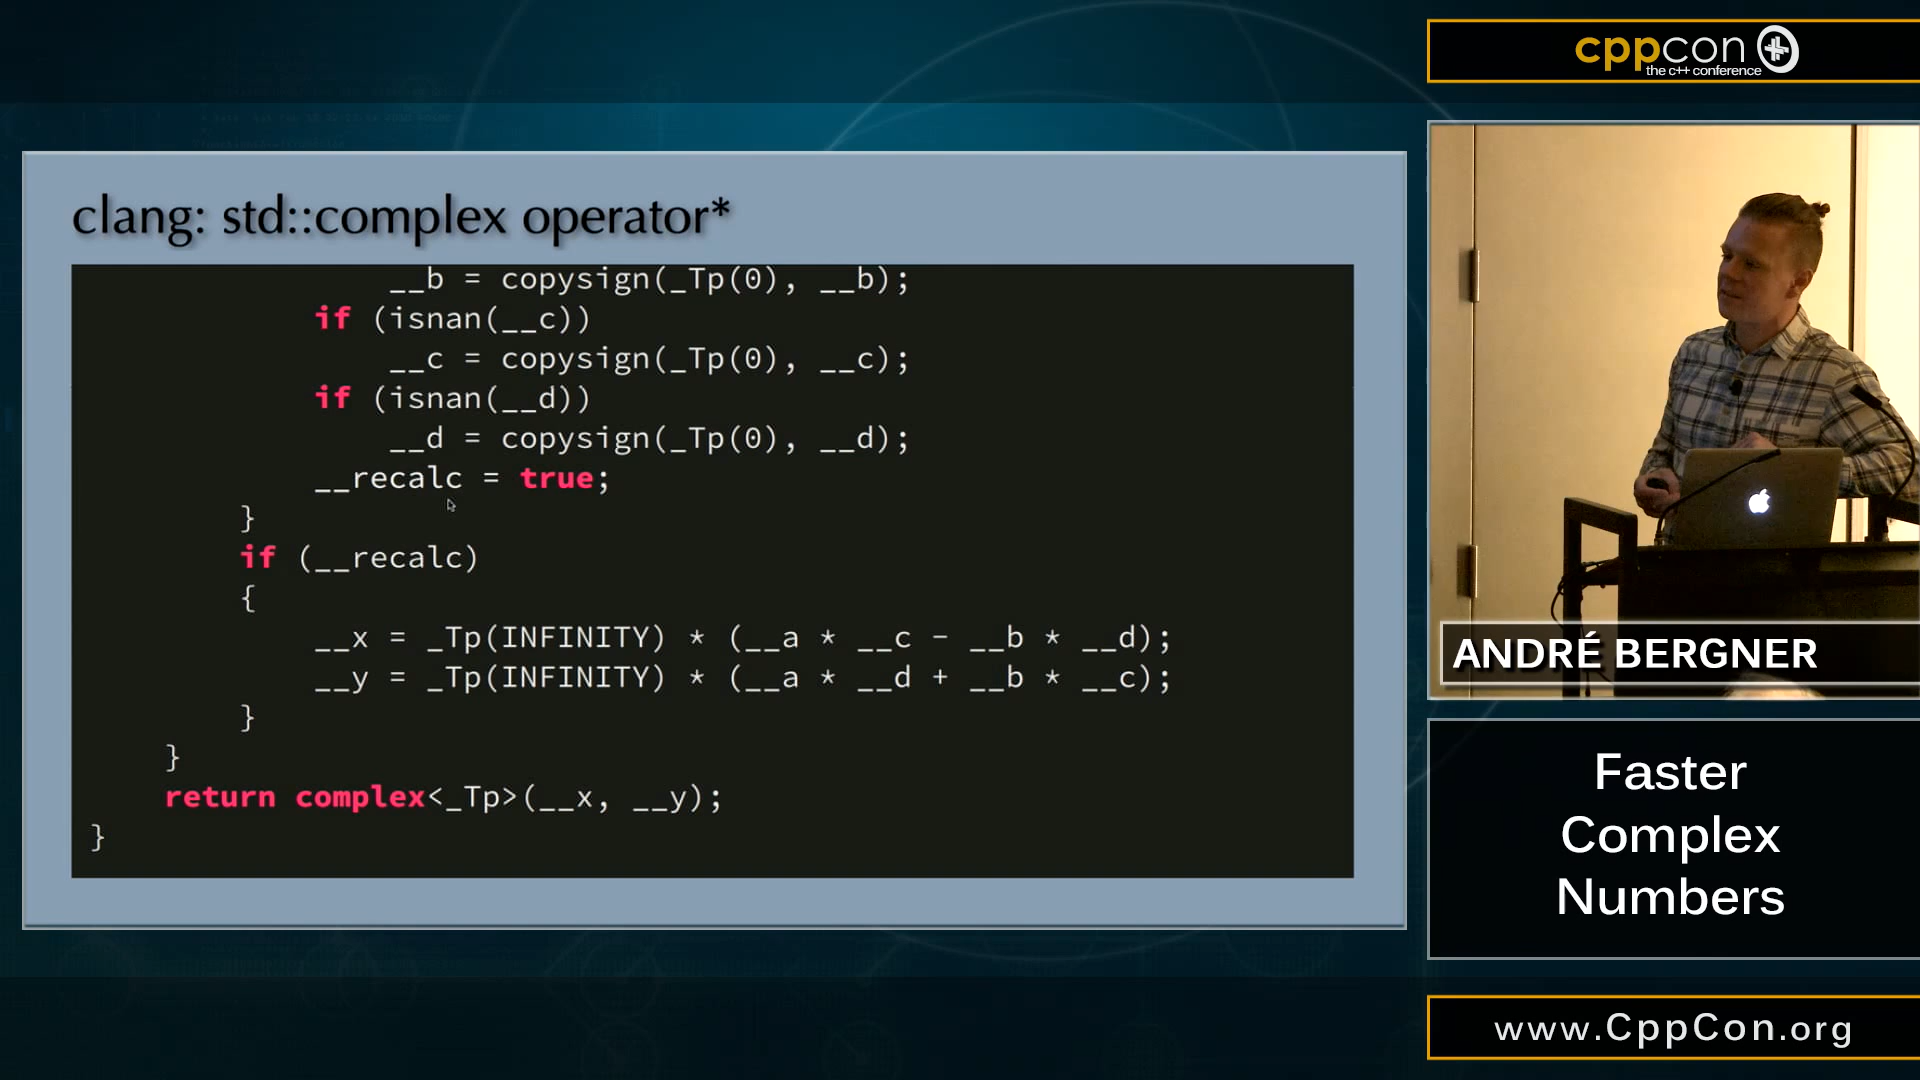 cppcon
the c++ conference
clang: std::complex operator*
__b = copysign(_Tp(0), __b);
if (isnan(__c))
__c = copysign(_Tp(0), __c);
if (isnan(__d))
__d = copysign(_Tp(0), __d);
__recalc = true;
}
if (__recalc)
{
__x = _Tp(INFINITY) * (__a * __c - __b * __d);
__y = _Tp(INFINITY) * (__a * __d + __b * __c);
}
}
return complex<_Tp>(__x, __y);
}
ANDRÉ BERGNER
Faster
Complex
Numbers
www.CppCon.org